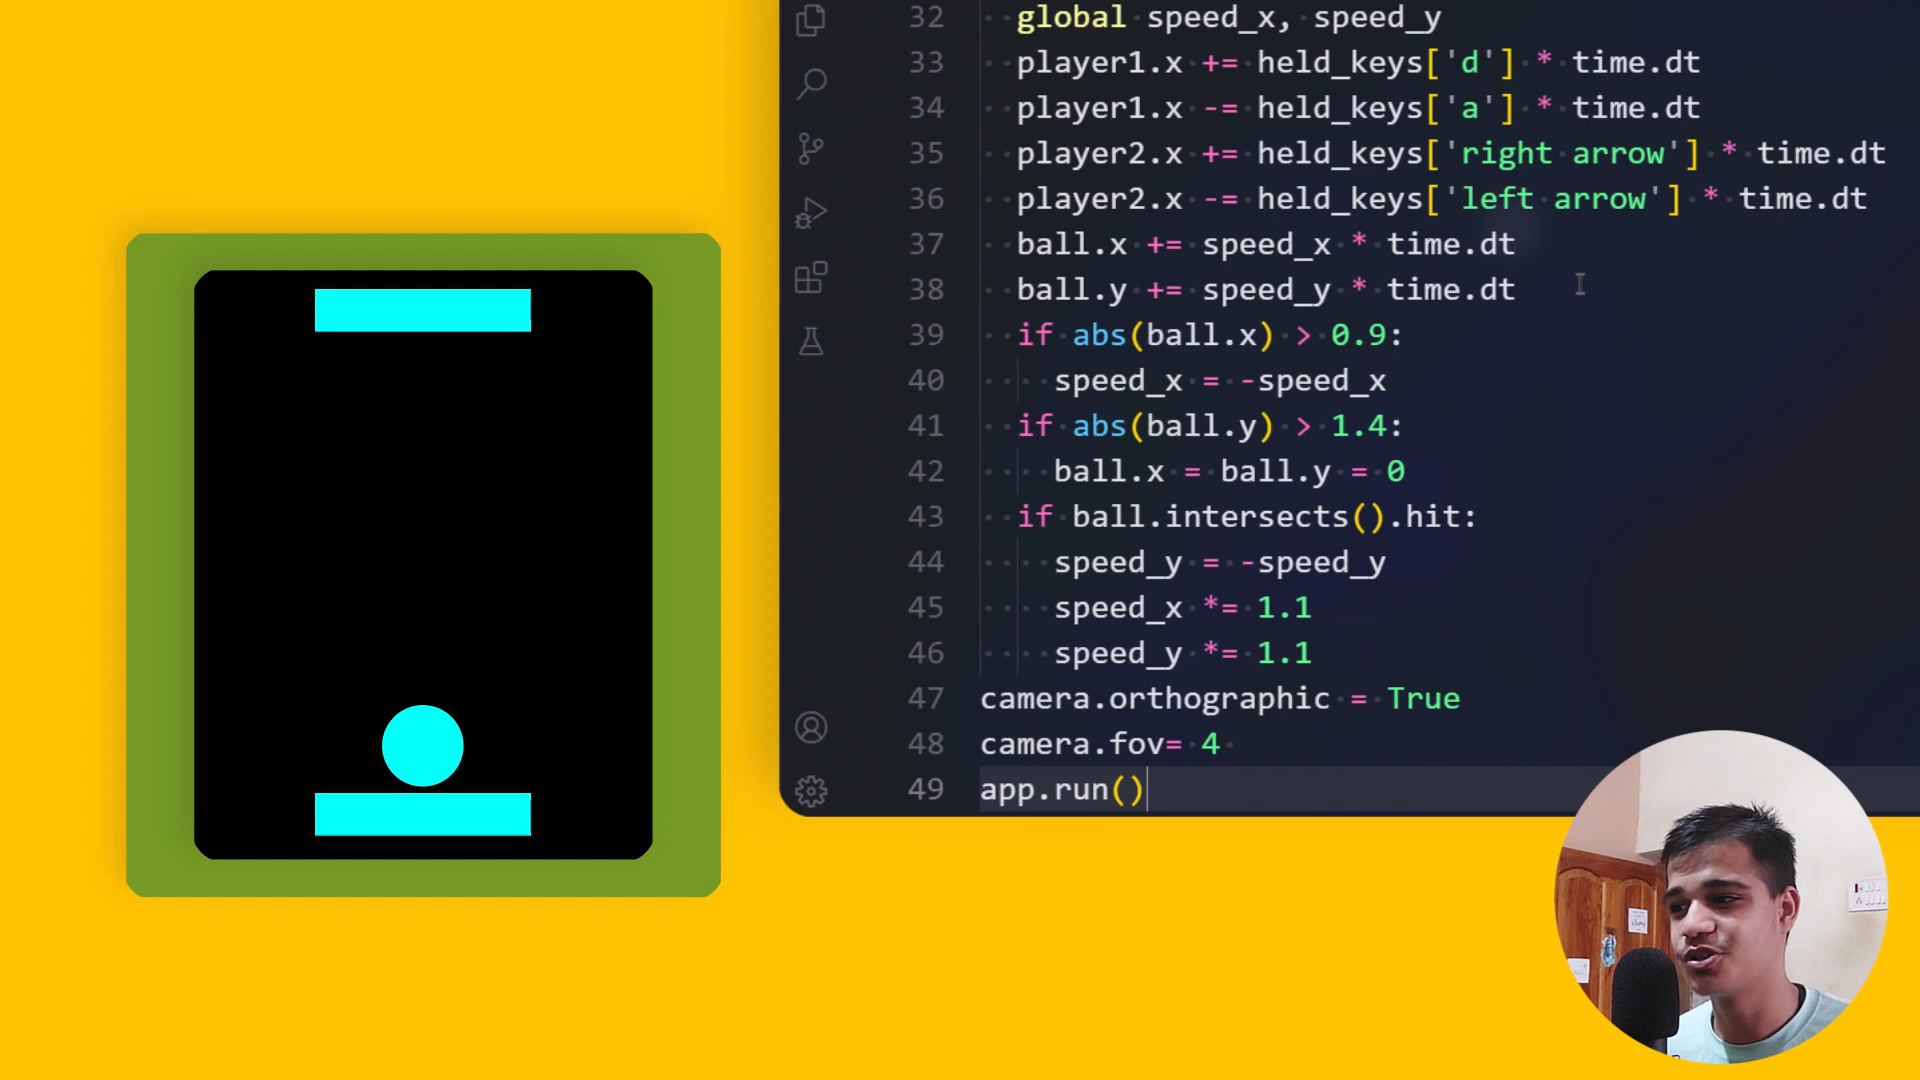 32 global speed_x, speed_y
33 player1.x += held_keys['d'] * time.dt
34 player1.x -= held_keys['a'] * time.dt
35 player2.x += held_keys['right arrow'] * time.dt
36 player2.x -= held_keys['left arrow'] * time.dt
37 ball.x += speed_x * time.dt
38 ball.y += speed_y * time.dt
39 if abs(ball.x) > 0.9:
40 speed_x = -speed_x
41 if abs(ball.y) > 1.4:
42 ball.x = ball.y = 0
43 if ball.intersects().hit:
44 speed_y = -speed_y
45 speed_x *= 1.1
46 speed_y *= 1.1
47 camera.orthographic = True
48 camera.fov= 4
49 app.run()